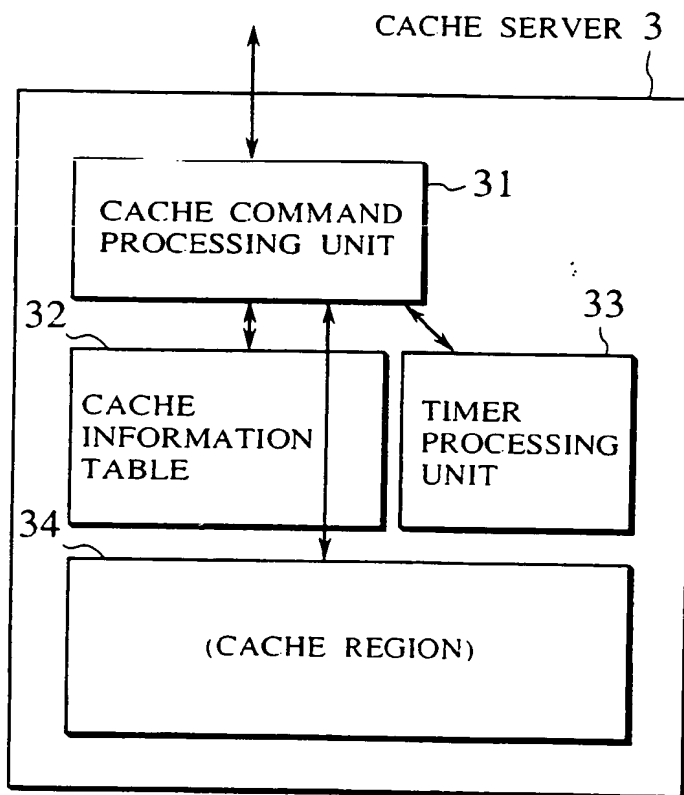 CACHE SERVER 3
31
CACHE COMMAND
PROCESSING UNIT
32
33
CACHE
INFORMATION
TABLE
TIMER
PROCESSING
UNIT
34
(CACHE REGION)